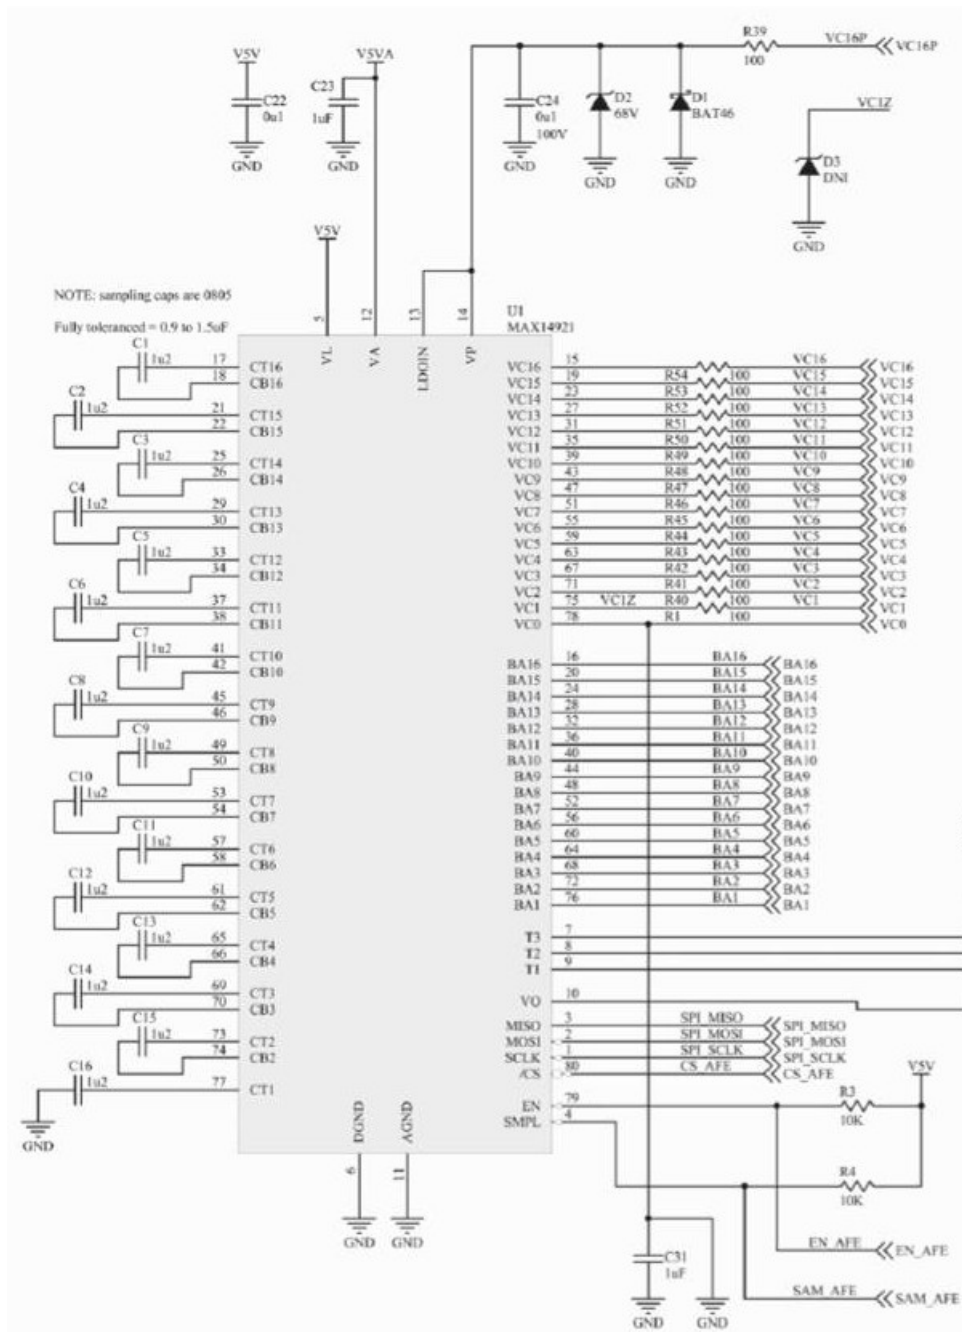 V5V
C22
0u1
GND
V5VA
C23
1uF
GND
C24
0u1
100V
GND
D2
68V
GND
D1
BAT46
GND
R39
100
VC16P
VC16P
VC1Z
D3
DNI
GND
V5V
NOTE: sampling caps are 0805
Fully toleranced = 0.9 to 1.5uF
U1
MAX14921
5 VL
12 VA
13 LDOIN
14 VP
C1 1u2 17 CT16
18 CB16
C2 1u2 21 CT15
22 CB15
C3 1u2 25 CT14
26 CB14
C4 1u2 29 CT13
30 CB13
C5 1u2 33 CT12
34 CB12
C6 1u2 37 CT11
38 CB11
C7 1u2 41 CT10
42 CB10
C8 1u2 45 CT9
46 CB9
C9 1u2 49 CT8
50 CB8
C10 1u2 53 CT7
54 CB7
C11 1u2 57 CT6
58 CB6
C12 1u2 61 CT5
62 CB5
C13 1u2 65 CT4
66 CB4
C14 1u2 69 CT3
70 CB3
C15 1u2 73 CT2
74 CB2
C16 1u2 77 CT1
GND
VC16 15 VC16 VC16
VC15 19 R54 100 VC15 VC15
VC14 23 R53 100 VC14 VC14
VC13 27 R52 100 VC13 VC13
VC12 31 R51 100 VC12 VC12
VC11 35 R50 100 VC11 VC11
VC10 39 R49 100 VC10 VC10
VC9 43 R48 100 VC9 VC9
VC8 47 R47 100 VC8 VC8
VC7 51 R46 100 VC7 VC7
VC6 55 R45 100 VC6 VC6
VC5 59 R44 100 VC5 VC5
VC4 63 R43 100 VC4 VC4
VC3 67 R42 100 VC3 VC3
VC2 71 R41 100 VC2 VC2
VC1 75 VC1Z R40 100 VC1 VC1
VC0 78 R1 100 VC0
BA16 16 BA16 BA16
BA15 20 BA15 BA15
BA14 24 BA14 BA14
BA13 28 BA13 BA13
BA12 32 BA12 BA12
BA11 36 BA11 BA11
BA10 40 BA10 BA10
BA9 44 BA9 BA9
BA8 48 BA8 BA8
BA7 52 BA7 BA7
BA6 56 BA6 BA6
BA5 60 BA5 BA5
BA4 64 BA4 BA4
BA3 68 BA3 BA3
BA2 72 BA2 BA2
BA1 76 BA1 BA1
T3 7
T2 8
T1 9
VO 10
MISO 3 SPI_MISO SPI_MISO
MOSI 2 SPI_MOSI SPI_MOSI
SCLK 1 SPI_SCLK SPI_SCLK
/CS 80 CS_AFE CS_AFE
EN 79
SMPL 4
V5V
R3
10K
R4
10K
DGND 6
AGND 11
GND
GND
EN_AFE EN_AFE
C31
1uF
SAM_AFE SAM_AFE
GND
GND